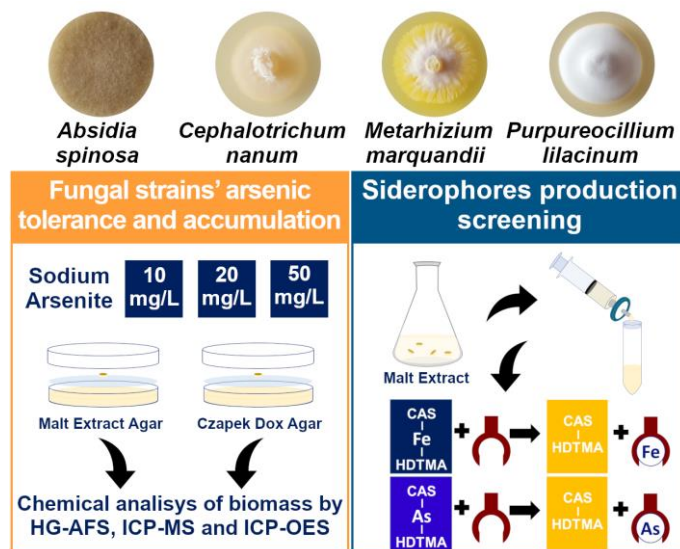 Absidia
spinosa
Cephalotrichum
nanum
Metarhizium
marquandii
Purpureocillium
lilacinum
Fungal strains' arsenic
tolerance and accumulation
Sodium
Arsenite
10
mg/L
20
mg/L
50
mg/L
Malt Extract Agar
Czapek Dox Agar
Chemical analisys of biomass by
HG-AFS, ICP-MS and ICP-OES
Siderophores production
screening
Malt Extract
CAS
Fe
HDTMA
+
CAS
HDTMA
+
Fe
CAS
As
HDTMA
+
CAS
HDTMA
+
As